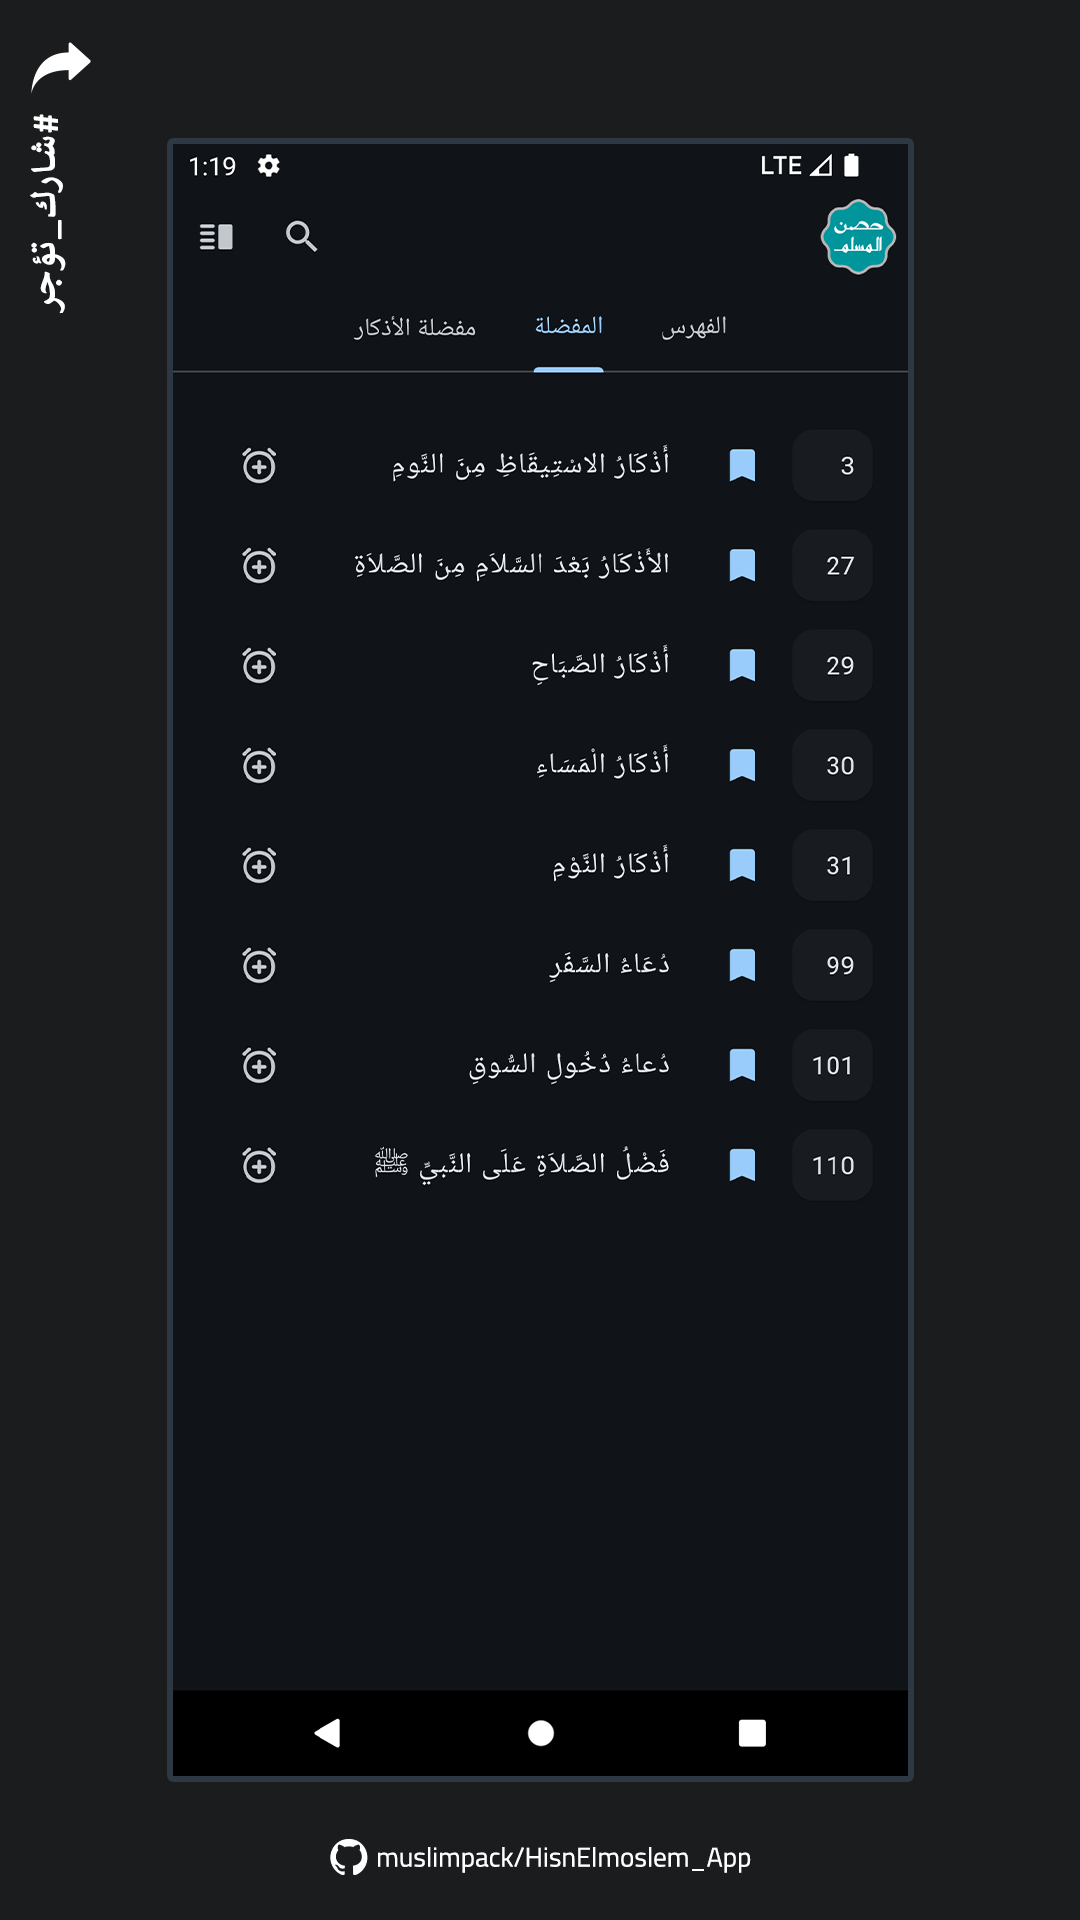 #شارك_تؤجر
1:19 LTE
حصن
المسلم
الفهرس المفضلة مفضلة الأذكار
3 أَذْكَارُ الاسْتِيقَاظِ مِنَ النَّومِ
27 الأَذْكَارُ بَعْدَ السَّلاَمِ مِنَ الصَّلاَةِ
29 أَذْكَارُ الصَّبَاحِ
30 أَذْكَارُ الْمَسَاءِ
31 أَذْكَارُ النَّوْمِ
99 دُعَاءُ السَّفَرِ
101 دُعاءُ دُخُولِ السُّوقِ
110 فَضْلُ الصَّلاَةِ عَلَى النَّبيِّ ﷺ
muslimpack/HisnElmoslem_App